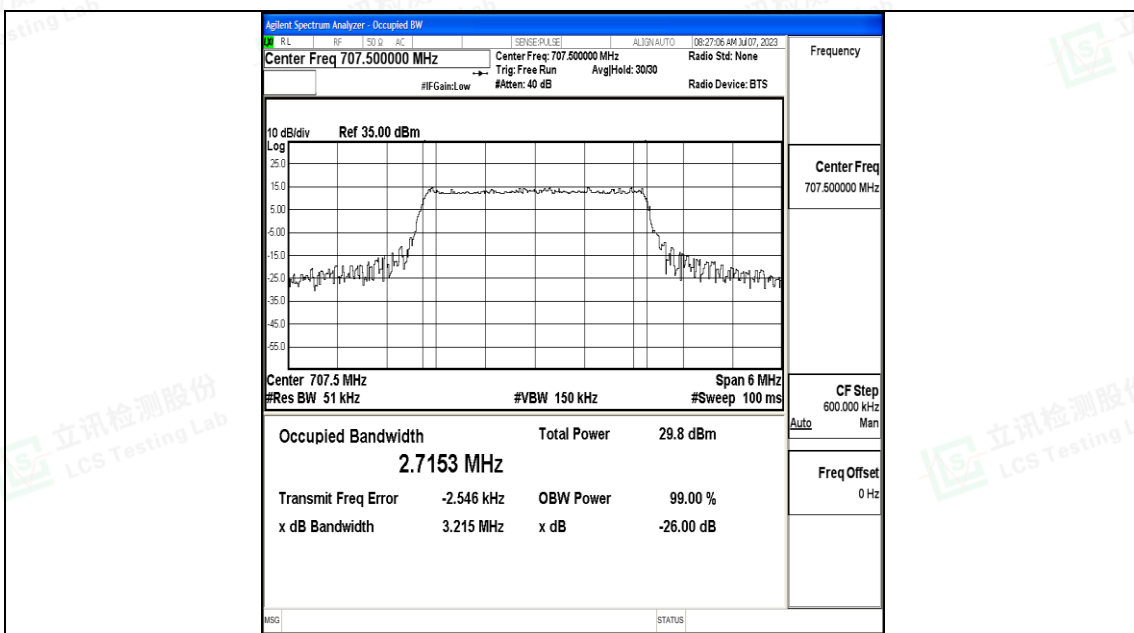 Agilent Spectrum Analyzer - Occupied BW
RL RF 50 Ω AC SENSE:PULSE ALIGN AUTO 08:27:06 AM Jul 07, 2023
Center Freq 707.500000 MHz
Center Freq: 707.500000 MHz
Radio Std: None
Trig: Free Run Avg|Hold: 30/30
#IFGain:Low
#Atten: 40 dB
Radio Device: BTS
Frequency
10 dB/div Ref 35.00 dBm
Log
25.0
15.0
5.00
-5.00
-15.0
-25.0
-35.0
-45.0
-55.0
Center 707.5 MHz Span 6 MHz
#Res BW 51 kHz #VBW 150 kHz #Sweep 100 ms
Center Freq
707.500000 MHz
CF Step
600.000 kHz
Auto Man
Freq Offset
0 Hz
Occupied Bandwidth Total Power 29.8 dBm
2.7153 MHz
Transmit Freq Error -2.546 kHz OBW Power 99.00 %
x dB Bandwidth 3.215 MHz x dB -26.00 dB
MSG STATUS
立讯检测股份
LCS Testing Lab
立讯检测股份
LCS Testing L
sting Lab